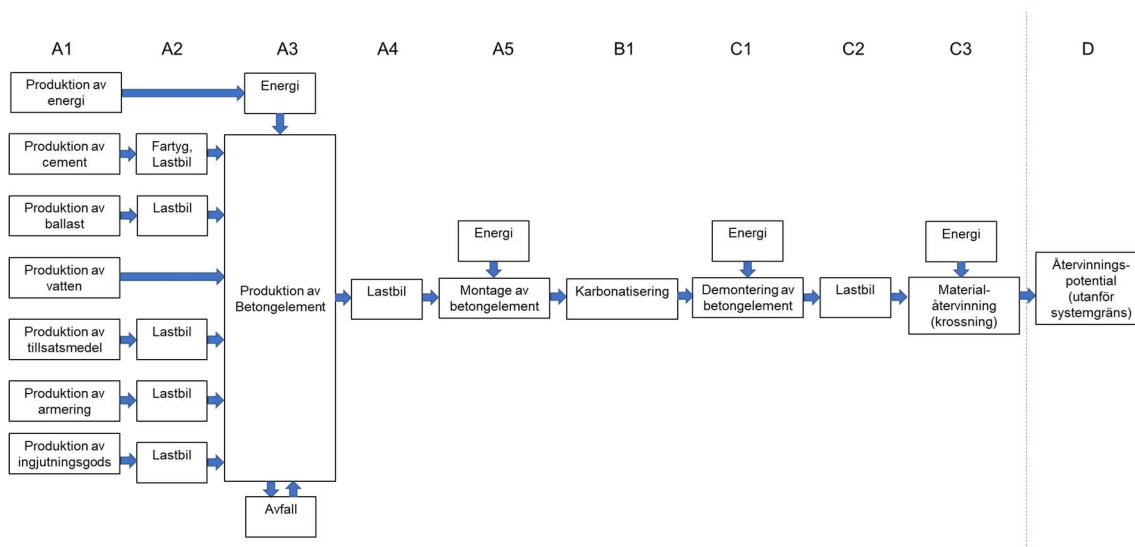 A1
A2
A3
A4
A5
B1
C1
C2
C3
D
Produktion av
energi
Energi
Produktion av
cement
Fartyg,
Lastbil
Produktion av
ballast
Lastbil
Produktion av
vatten
Produktion av
tillsatsmedel
Lastbil
Produktion av
armering
Lastbil
Produktion av
ingjutningsgods
Lastbil
Produktion av
Betongelement
Avfall
Lastbil
Energi
Montage av
betongelement
Karbonatisering
Energi
Demontering av
betongelement
Lastbil
Energi
Material-
återvinning
(krossning)
Återvinnings-
potential
(utanför
systemgräns)